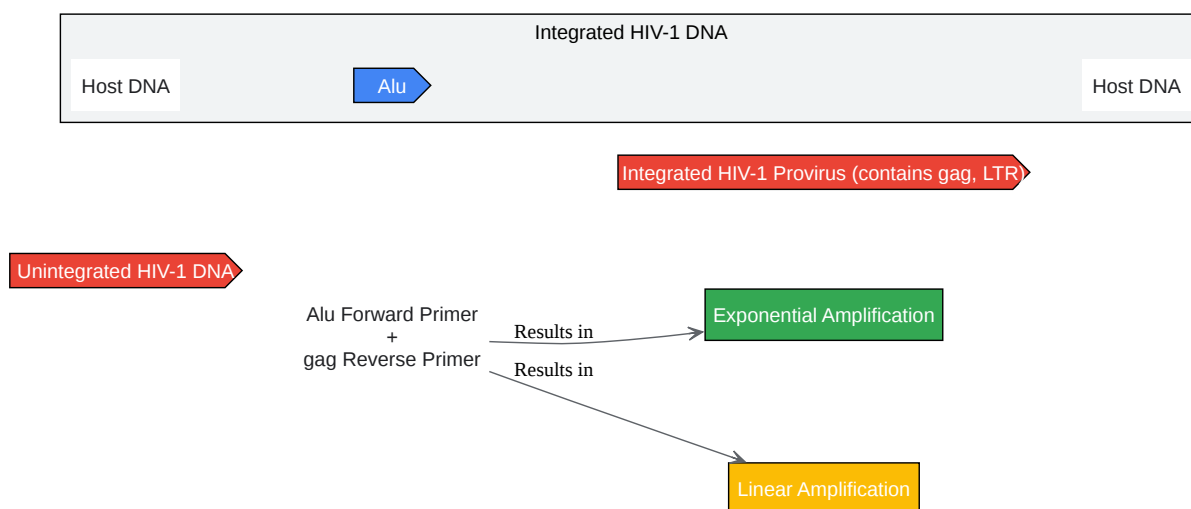 Integrated HIV-1 DNA
Host DNA
Alu
Host DNA
Integrated HIV-1 Provirus (contains gag, LTR)
Unintegrated HIV-1 DNA
Alu Forward Primer
+
gag Reverse Primer
Results in
Exponential Amplification
Results in
Linear Amplification